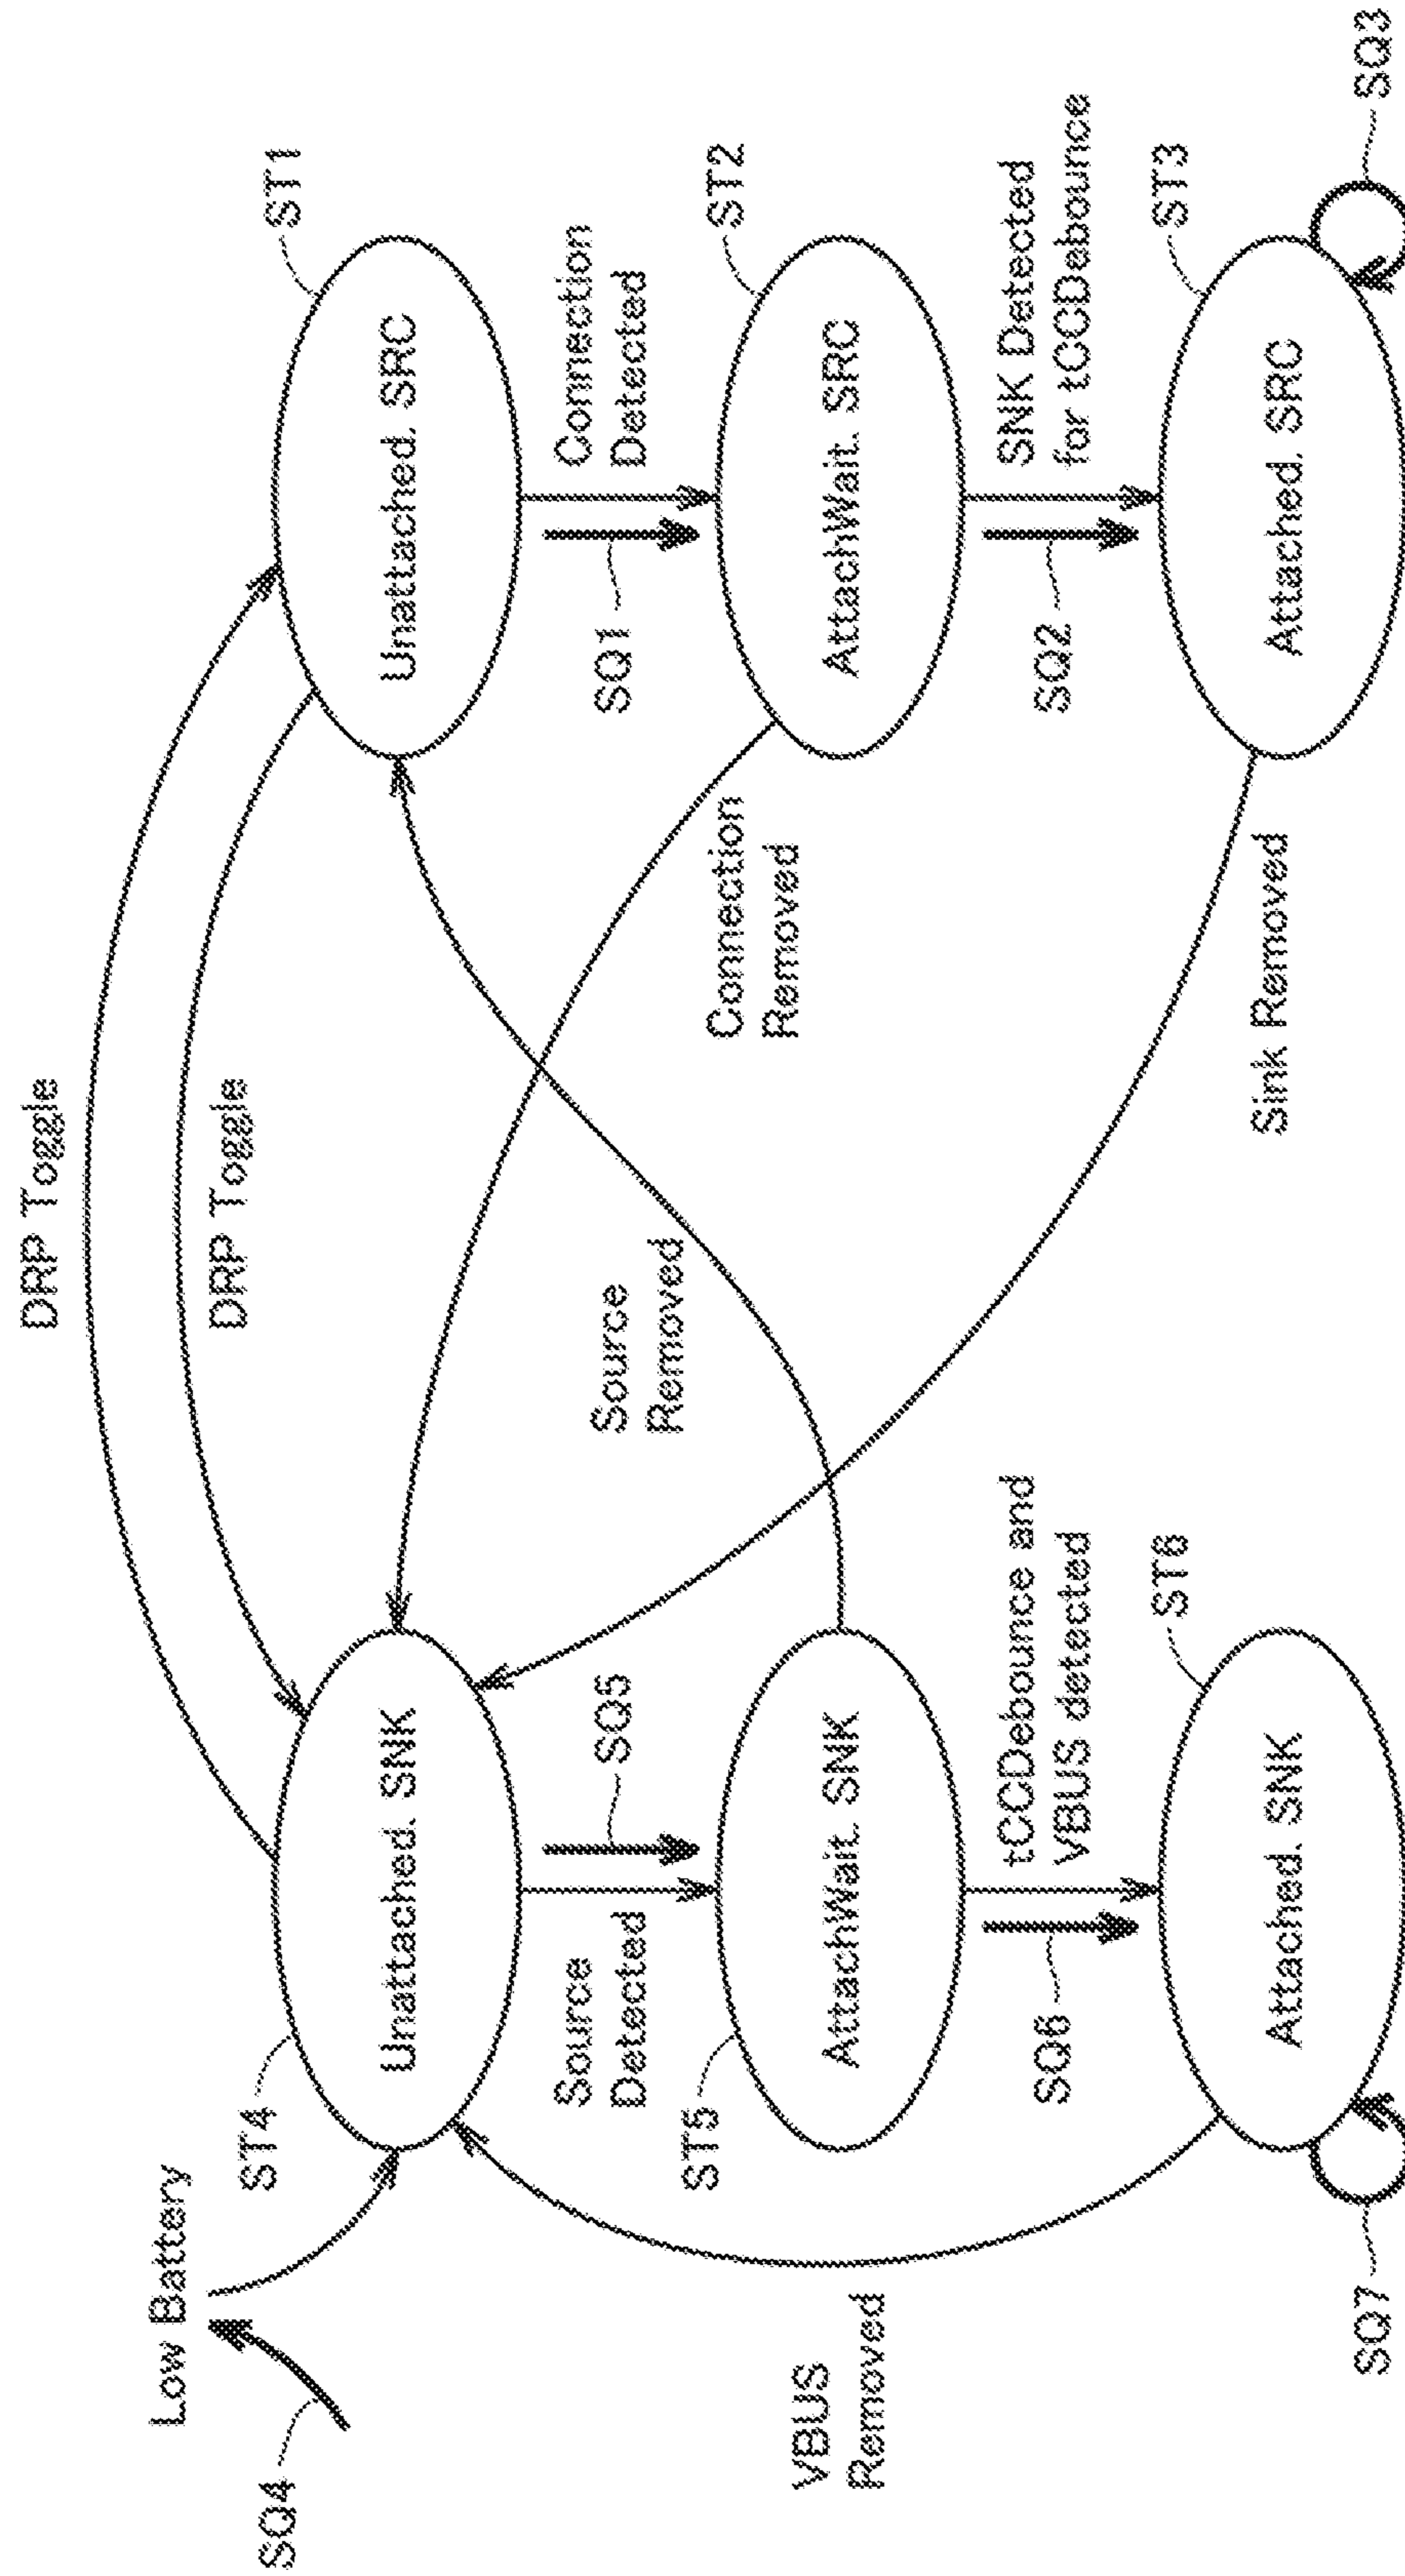 DRP Toggle
DRP Toggle
Low Battery
SQ4
ST4
Unattached. SNK
ST1
Unattached. SRC
Source
Detected
SQ5
Source
Removed
Connection
Removed
SQ1
Connection
Detected
ST5
AttachWait. SNK
ST2
AttachWait. SRC
VBUS
Removed
SQ6
tCCDebounce and
VBUS detected
SQ2
SNK Detected
for tCCDebounce
ST6
Attached. SNK
SQ7
Sink Removed
ST3
Attached. SRC
SQ3